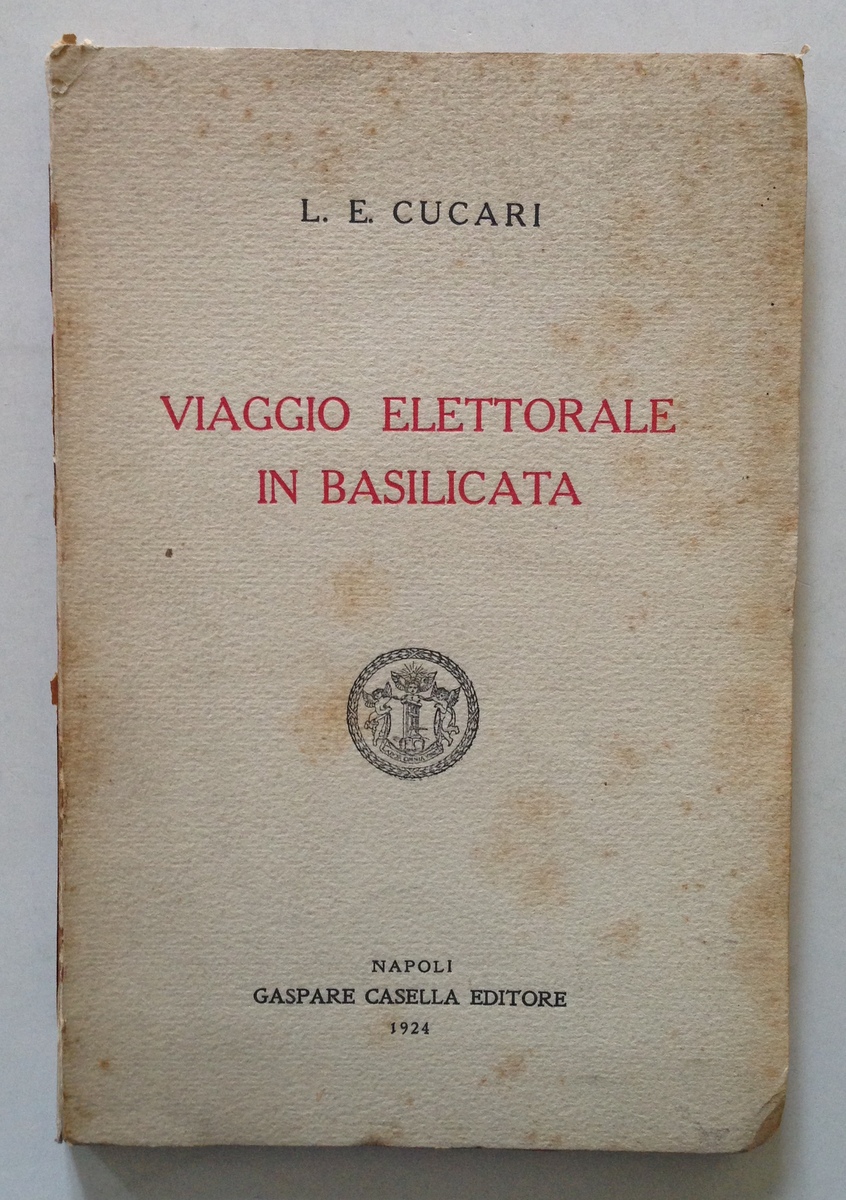 L. E. CUCARI
VIAGGIO ELETTORALE
IN BASILICATA
NAPOLI
GASPARE CASELLA EDITORE
1924